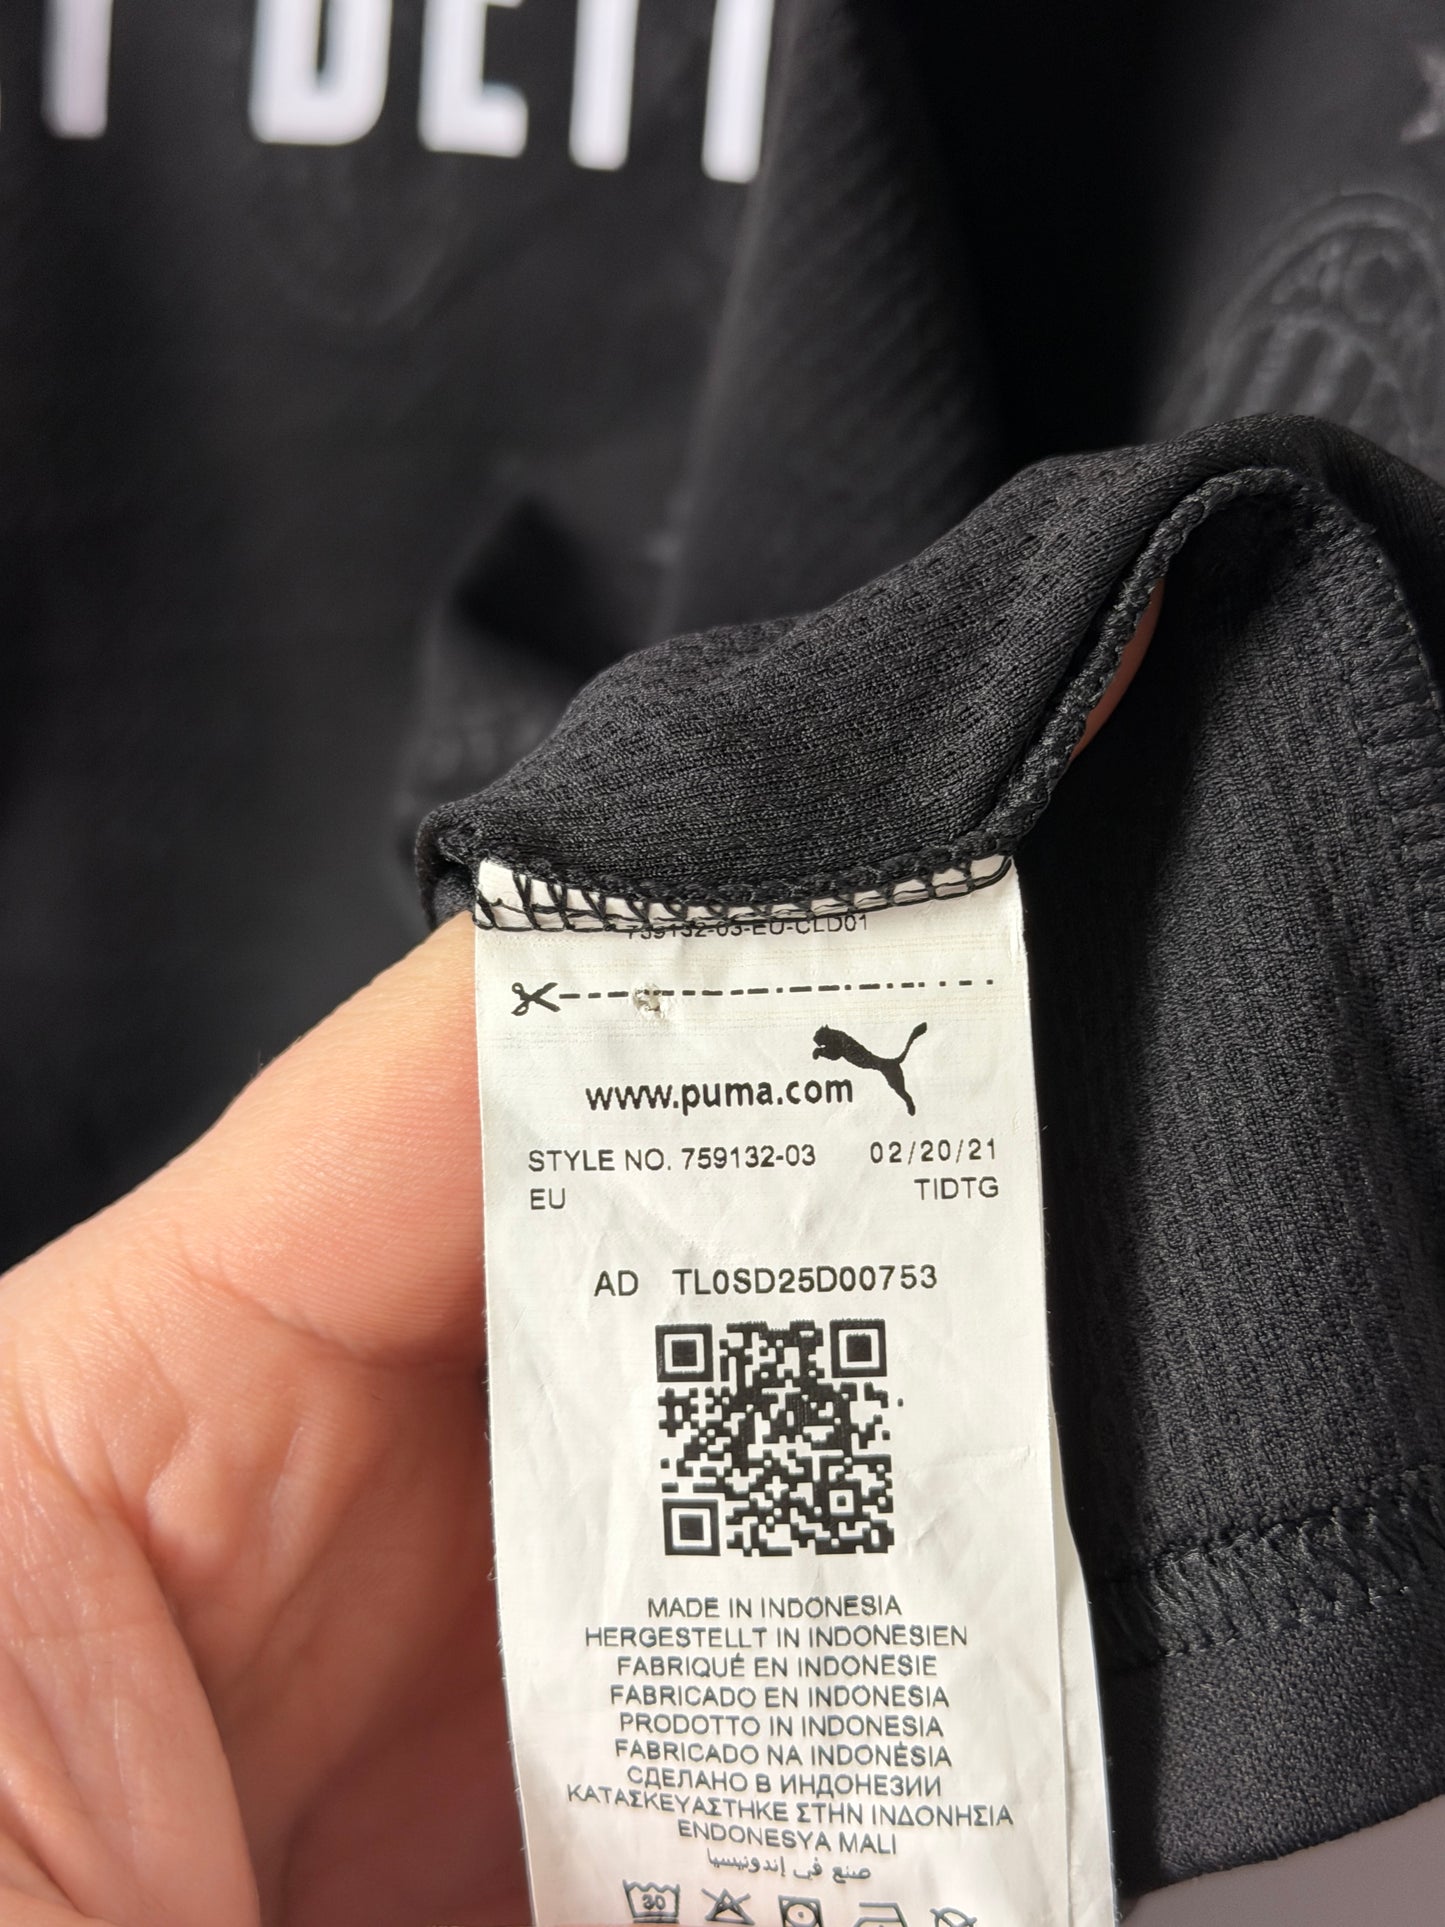 759132-03-EU-CLD01
www.puma.com
STYLE NO. 759132-03 02/20/21
EU TIDTG
AD TL0SD25D00753
MADE IN INDONESIA
HERGESTELLT IN INDONESIEN
FABRIQUÉ EN INDONESIE
FABRICADO EN INDONESIA
PRODOTTO IN INDONESIA
FABRICADO NA INDONÉSIA
СДЕЛАНО В ИНДОНЕЗИИ
ΚΑΤΑΣΚΕΥΑΣΤΗΚΕ ΣΤΗΝ ΙΝΔΟΝΗΣΙΑ
ENDONESYA MALI
صنع في إندونيسيا
30